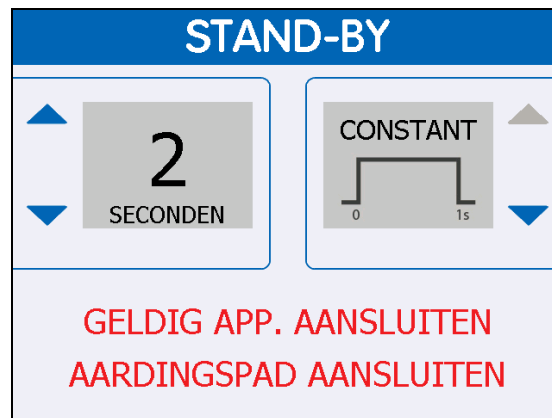 STAND-BY
2
SECONDEN
CONSTANT
0 1s
GELDIG APP. AANSLUITEN
AARDINGSPAD AANSLUITEN